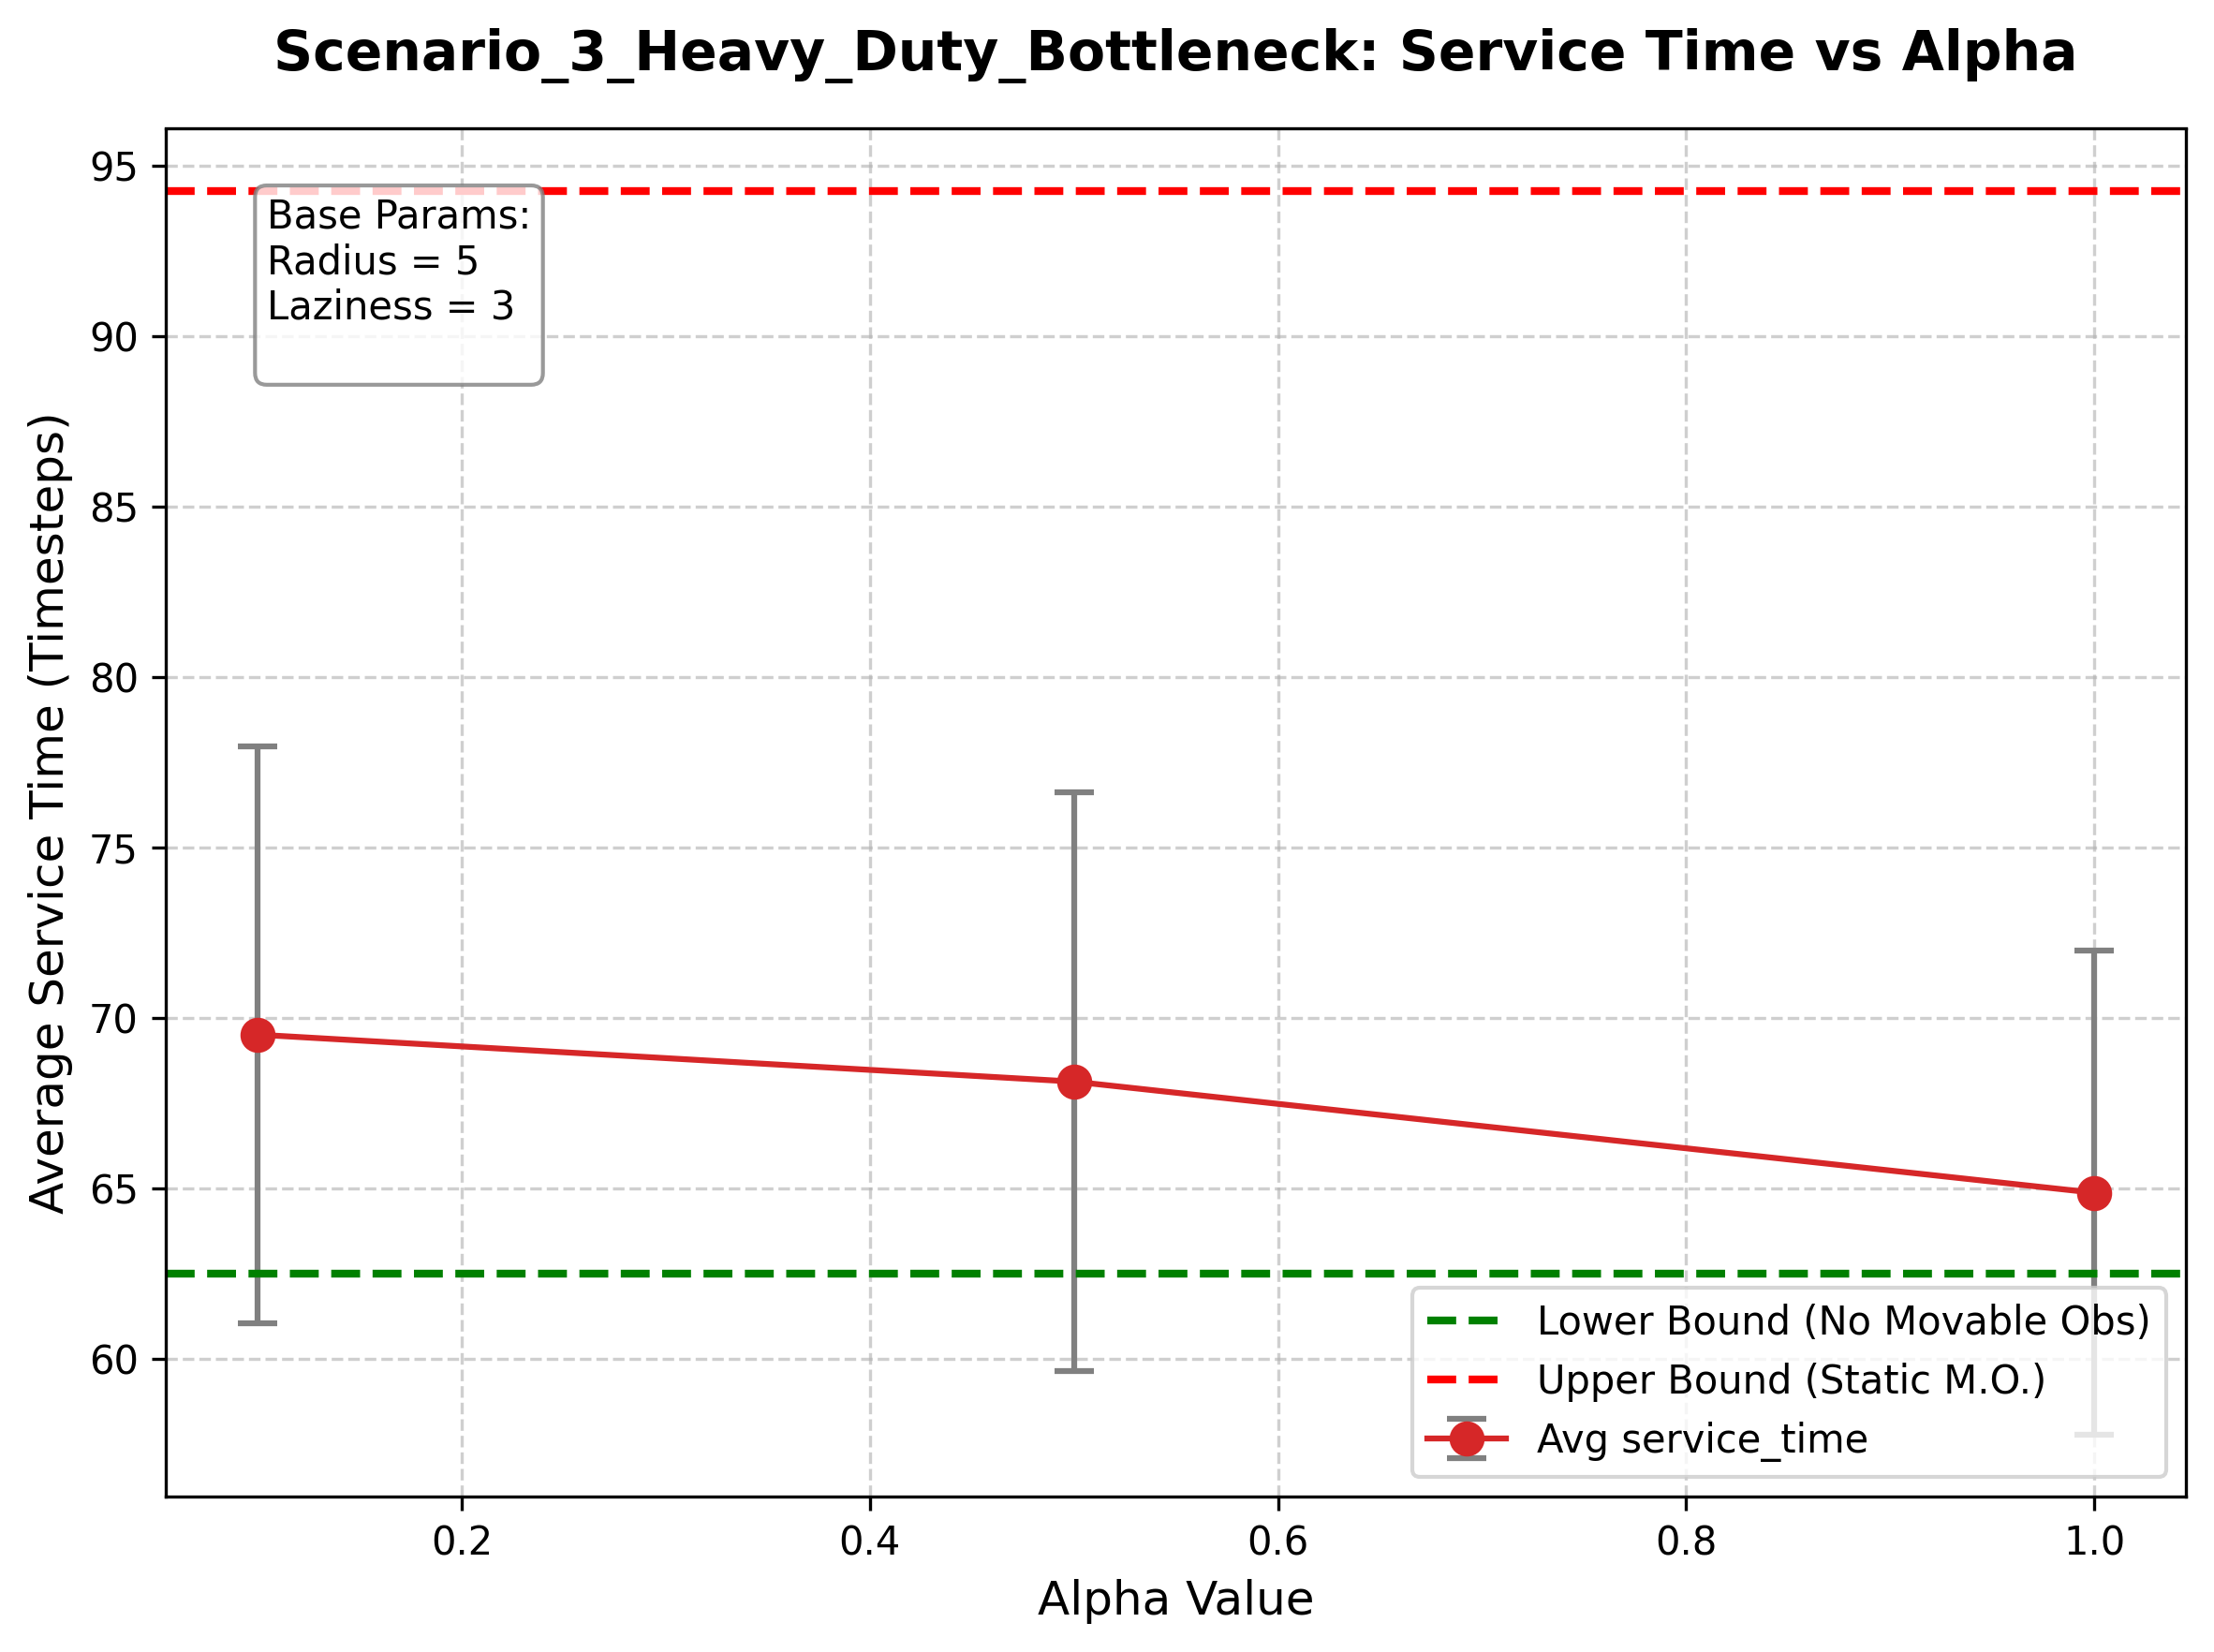 Scenario_3_Heavy_Duty_Bottleneck: Service Time vs Alpha
Average Service Time (Timesteps)
95
90
85
80
75
70
65
60
Base Params:
Radius = 5
Laziness = 3
Lower Bound (No Movable Obs)
Upper Bound (Static M.O.)
Avg service_time
0.2
0.4
0.6
0.8
1.0
Alpha Value